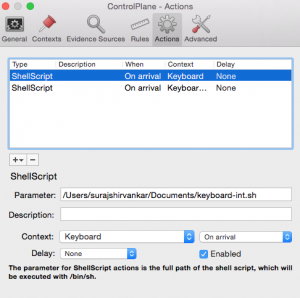 ControlPlane - Actions
General Contexts Evidence Sources Rules Actions Advanced
Type Description When Context Delay
ShellScript On arrival Keyboard None
ShellScript On arrival Keyboar... None
ShellScript
Parameter: /Users/surajshirvankar/Documents/keyboard-int.sh
Description:
Context: Keyboard On arrival
Delay: None Enabled
The parameter for ShellScript actions is the full path of the shell script, which will
be executed with /bin/sh.